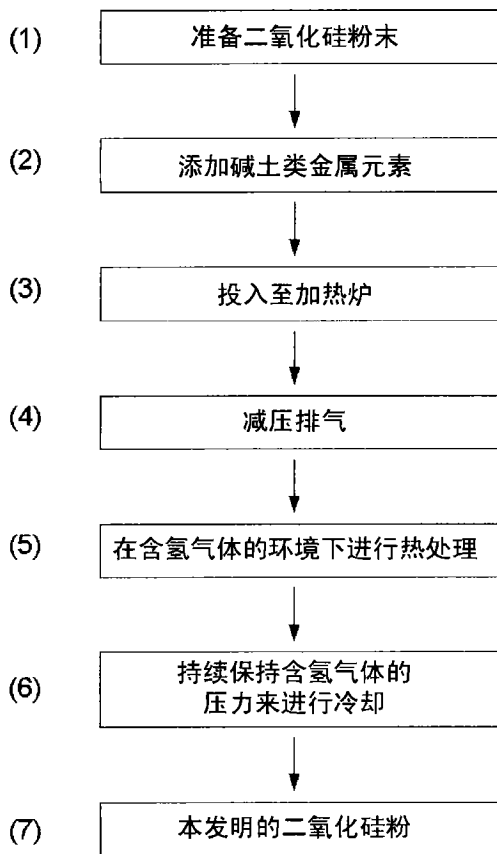 (1) 准备二氧化硅粉末
(2) 添加碱土类金属元素
(3) 投入至加热炉
(4) 减压排气
(5) 在含氢气体的环境下进行热处理
(6) 持续保持含氢气体的
压力来进行冷却
(7) 本发明的二氧化硅粉